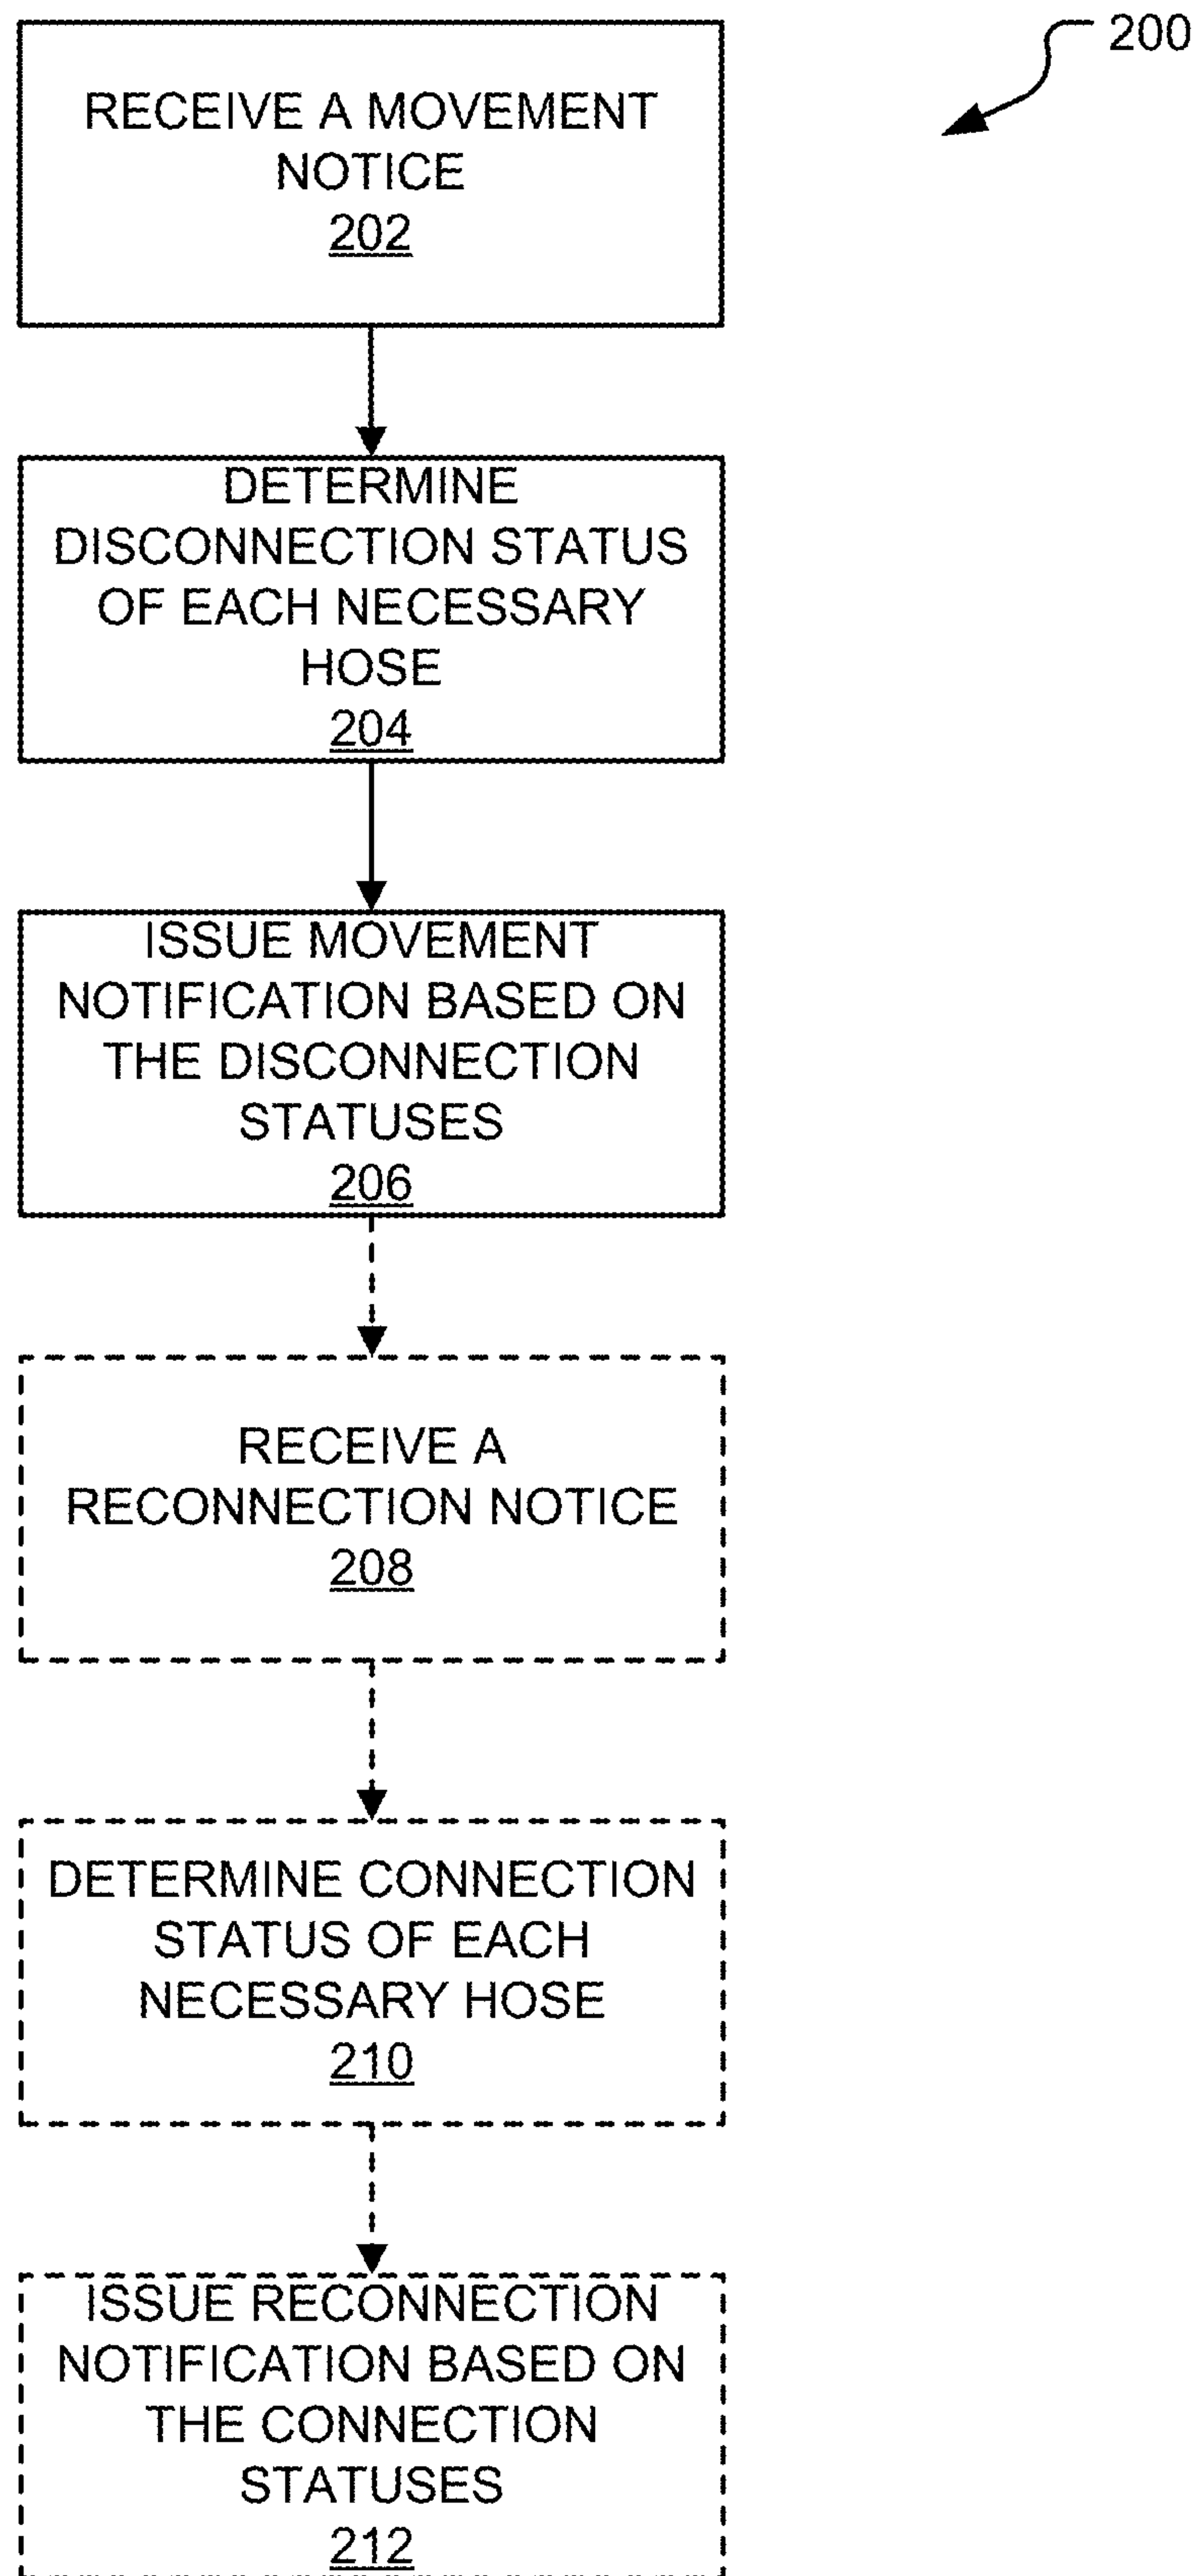 200
RECEIVE A MOVEMENT
NOTICE
202
DETERMINE
DISCONNECTION STATUS
OF EACH NECESSARY
HOSE
204
ISSUE MOVEMENT
NOTIFICATION BASED ON
THE DISCONNECTION
STATUSES
206
RECEIVE A
RECONNECTION NOTICE
208
DETERMINE CONNECTION
STATUS OF EACH
NECESSARY HOSE
210
ISSUE RECONNECTION
NOTIFICATION BASED ON
THE CONNECTION
STATUSES
212